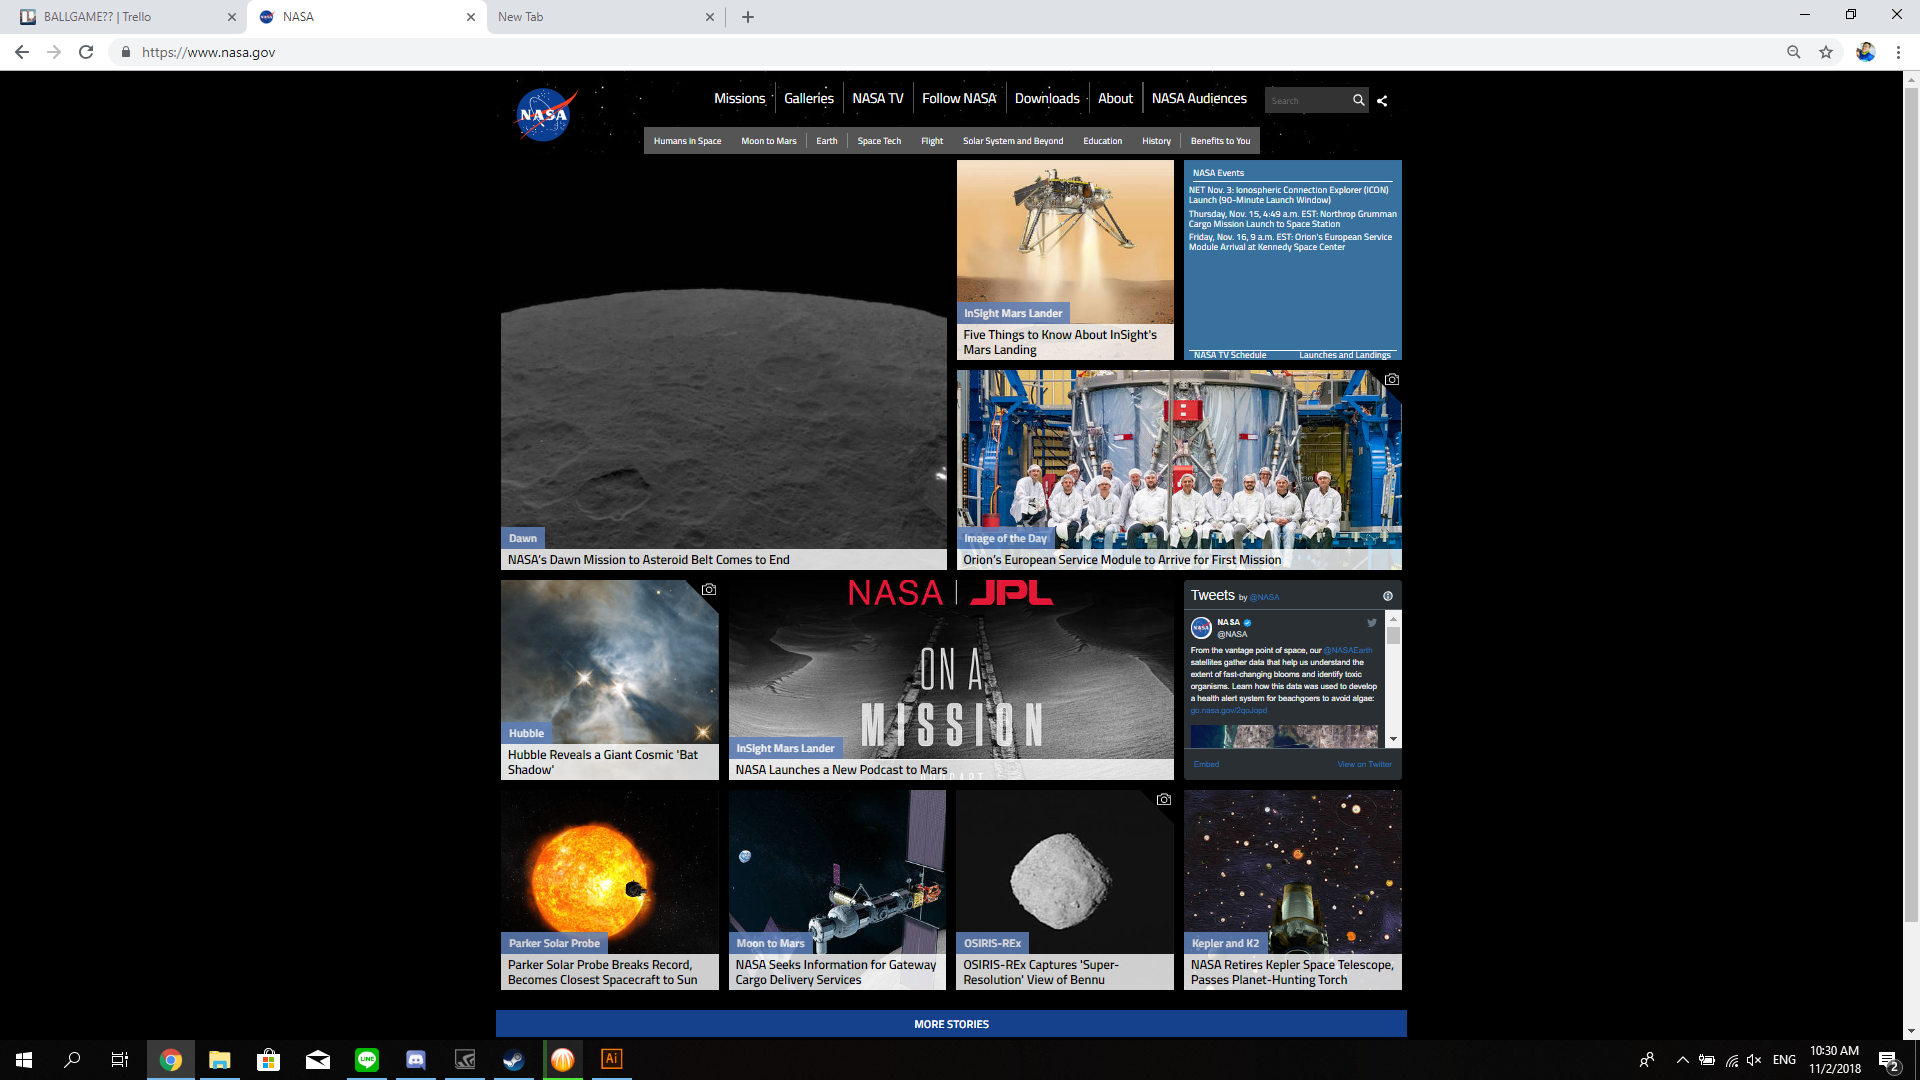 BALLGAME?? | Trello
NASA
New Tab
https://www.nasa.gov
NASA
Missions
Galleries
NASA TV
Follow NASA
Downloads
About
NASA Audiences
Search
Humans in Space
Moon to Mars
Earth
Space Tech
Flight
Solar System and Beyond
Education
History
Benefits to You
Dawn
NASA's Dawn Mission to Asteroid Belt Comes to End
InSight Mars Lander
Five Things to Know About InSight's
Mars Landing
NASA Events
NET Nov. 3: Ionospheric Connection Explorer (ICON)
Launch (90-Minute Launch Window)
Thursday, Nov. 15, 4:49 a.m. EST: Northrop Grumman
Cargo Mission Launch to Space Station
Friday, Nov. 16, 9 a.m. EST: Orion's European Service
Module Arrival at Kennedy Space Center
NASA TV Schedule
Launches and Landings
Image of the Day
Orion's European Service Module to Arrive for First Mission
Hubble
Hubble Reveals a Giant Cosmic 'Bat
Shadow'
NASA | JPL
ON A
MISSION
InSight Mars Lander
NASA Launches a New Podcast to Mars
Tweets by @NASA
NASA
@NASA
From the vantage point of space, our @NASAEarth
satellites gather data that help us understand the
extent of fast-changing blooms and identify toxic
organisms. Learn how this data was used to develop
a health alert system for beachgoers to avoid algae:
go.nasa.gov/2qoJqpd
Embed
View on Twitter
Parker Solar Probe
Parker Solar Probe Breaks Record,
Becomes Closest Spacecraft to Sun
Moon to Mars
NASA Seeks Information for Gateway
Cargo Delivery Services
OSIRIS-REx
OSIRIS-REx Captures 'Super-
Resolution' View of Bennu
Kepler and K2
NASA Retires Kepler Space Telescope,
Passes Planet-Hunting Torch
MORE STORIES
LINE
Ai
ENG
10:30 AM
11/2/2018
2